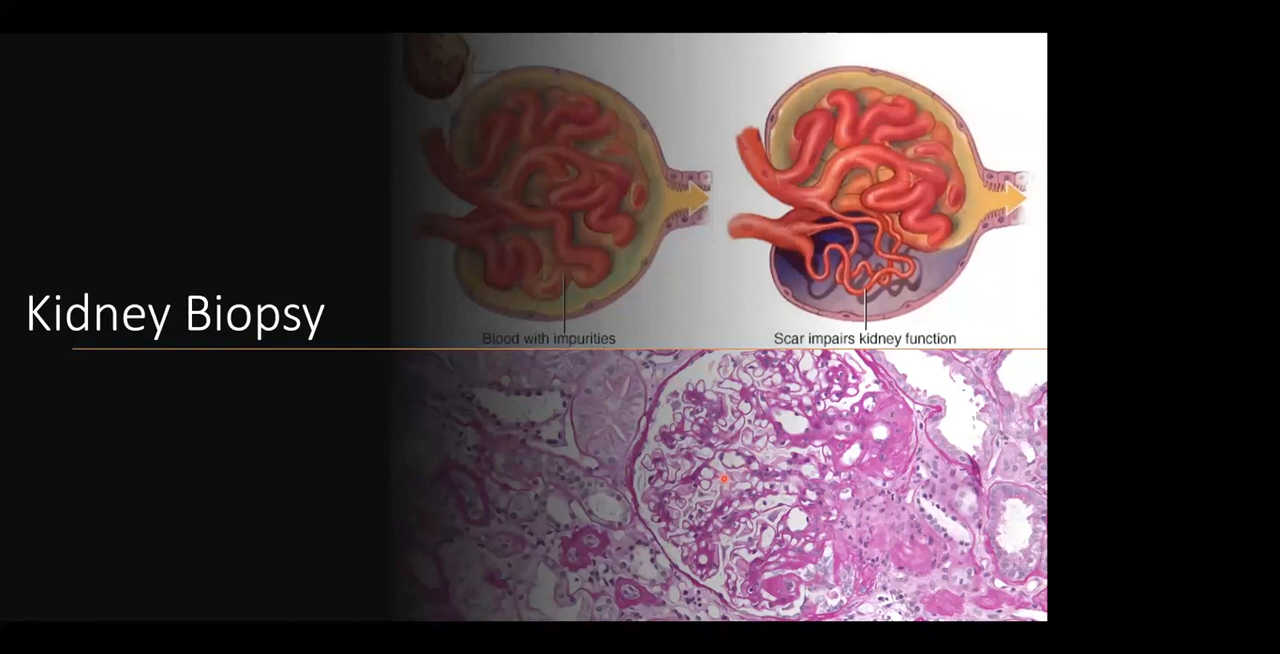 Kidney Biopsy
Blood with impurities
Scar impairs kidney function